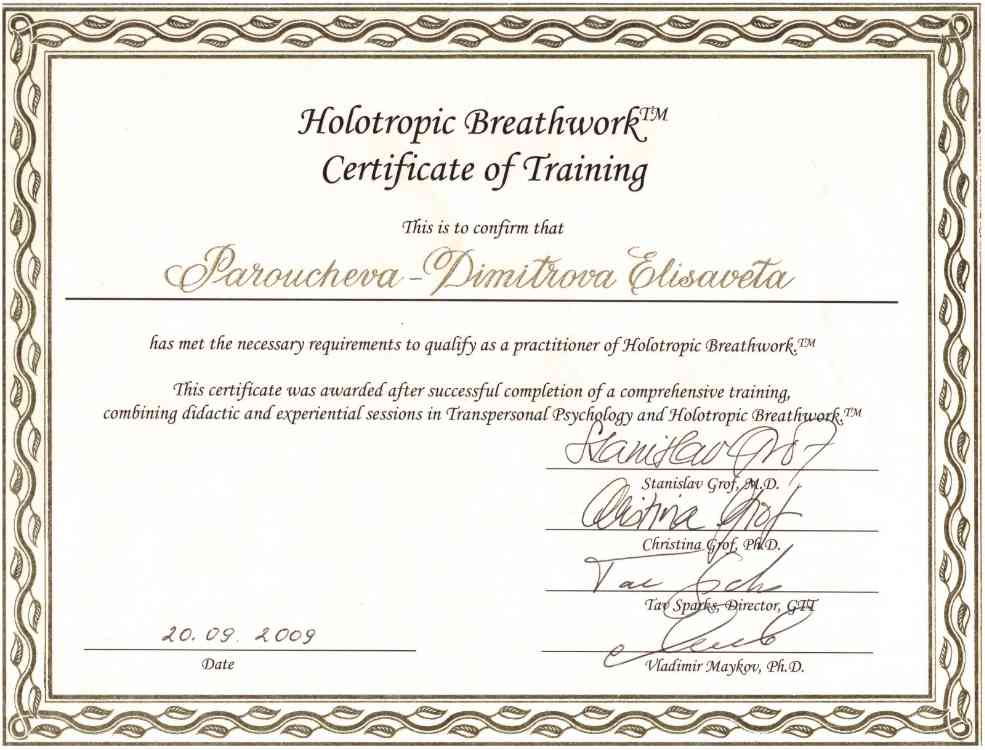 Holotropic Breathwork™
Certificate of Training
This is to confirm that
Paroucheva-Dimitrova Elisaveta
has met the necessary requirements to qualify as a practitioner of Holotropic Breathwork.™
This certificate was awarded after successful completion of a comprehensive training,
combining didactic and experiential sessions in Transpersonal Psychology and Holotropic Breathwork.™
Stanislav Grof
Stanislav Grof, M.D.
Christina Grof
Christina Grof, Ph.D.
Tav
Tav Sparks, Director, GTT
Vladimir Maykov, Ph.D.
20.09.2009
Date